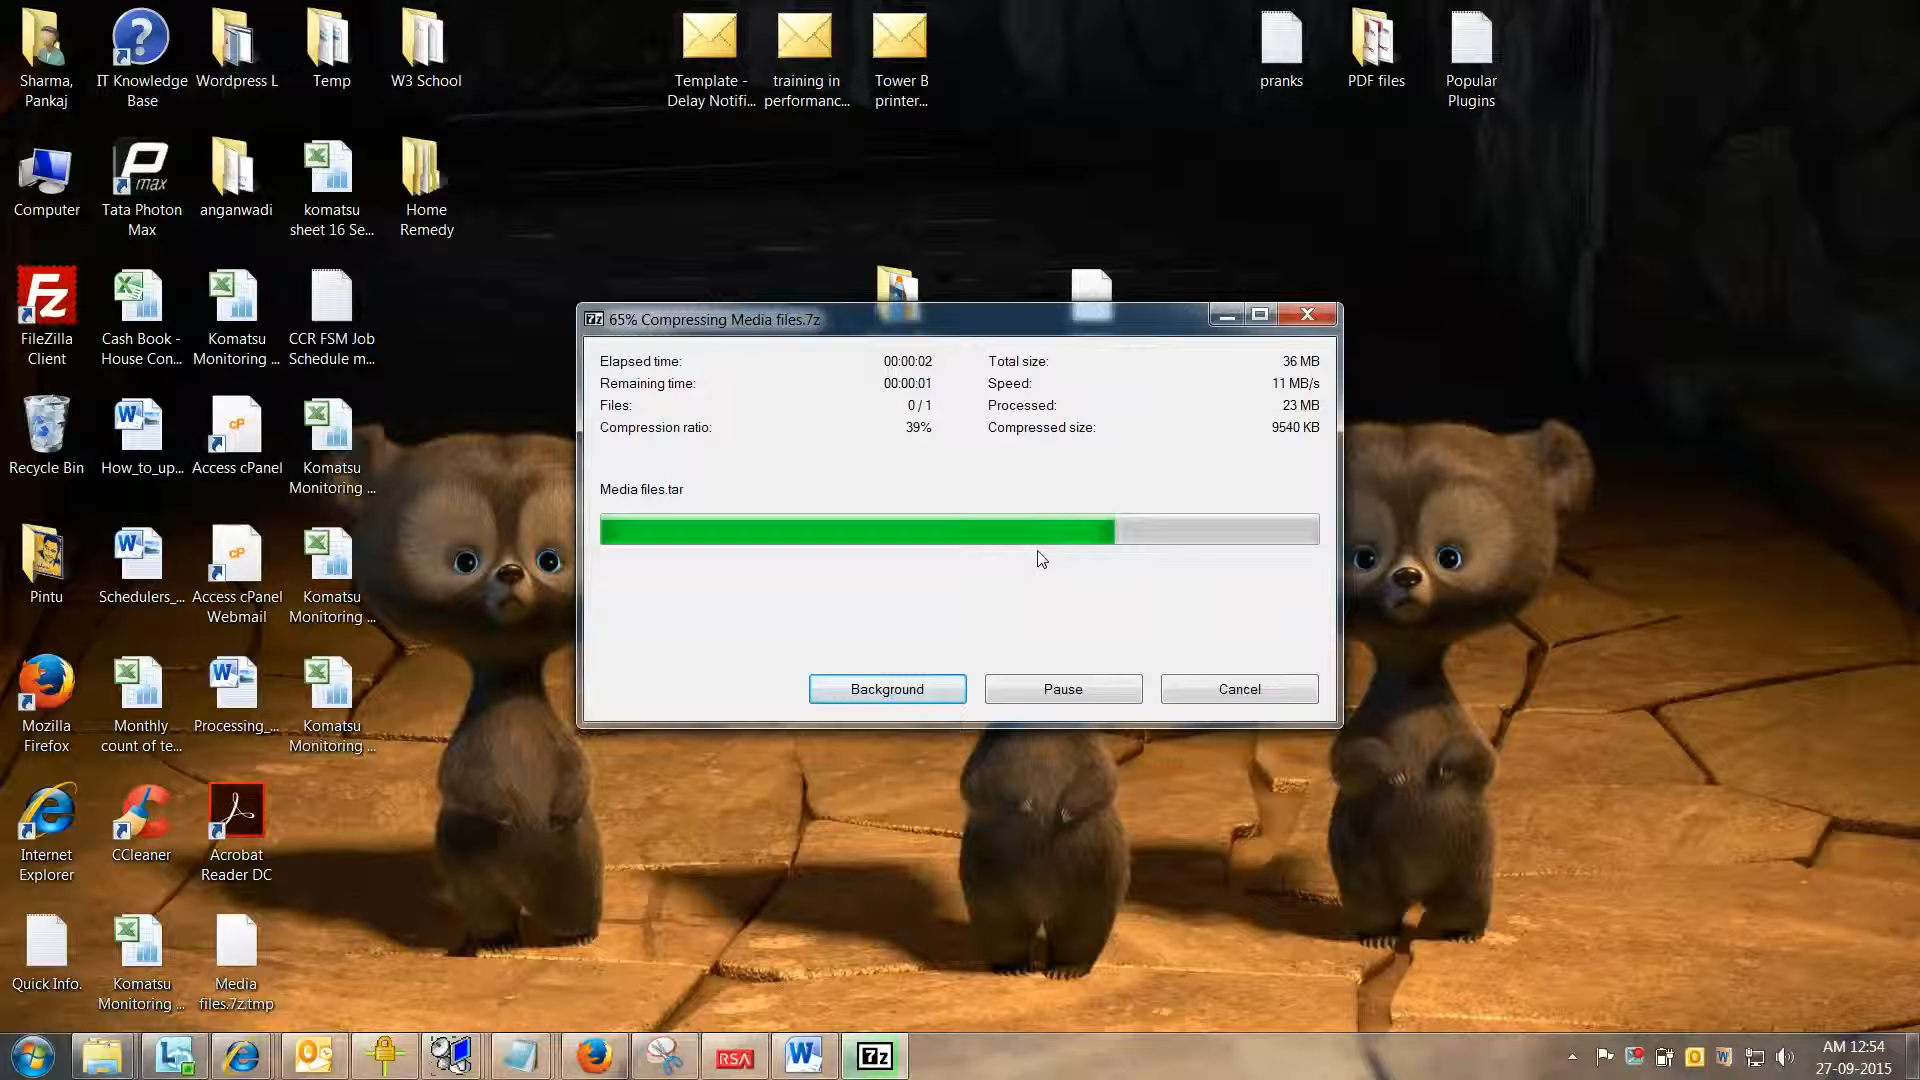 Sharma,
Pankaj
IT Knowledge
Base
Wordpress L
Temp
W3 School
Template -
Delay Notifi...
training in
performanc...
Tower B
printer...
pranks
PDF files
Popular
Plugins
Computer
P
max
Tata Photon
Max
anganwadi
komatsu
sheet 16 Se...
Home
Remedy
Fz
FileZilla
Client
Cash Book -
House Con...
Komatsu
Monitoring ...
CCR FSM Job
Schedule m...
Recycle Bin
How_to_up...
cP
Access cPanel
Komatsu
Monitoring ...
Pintu
Schedulers_...
cP
Access cPanel
Webmail
Komatsu
Monitoring ...
Mozilla
Firefox
Monthly
count of te...
Processing_...
Komatsu
Monitoring ...
Internet
Explorer
CCleaner
Acrobat
Reader DC
Quick Info.
Komatsu
Monitoring ...
Media
files.7z.tmp
7z 65% Compressing Media files.7z
Elapsed time: 00:00:02 Total size: 36 MB
Remaining time: 00:00:01 Speed: 11 MB/s
Files: 0 / 1 Processed: 23 MB
Compression ratio: 39% Compressed size: 9540 KB
Media files.tar
Background Pause Cancel
RSA
7z
AM 12:54
27-09-2015